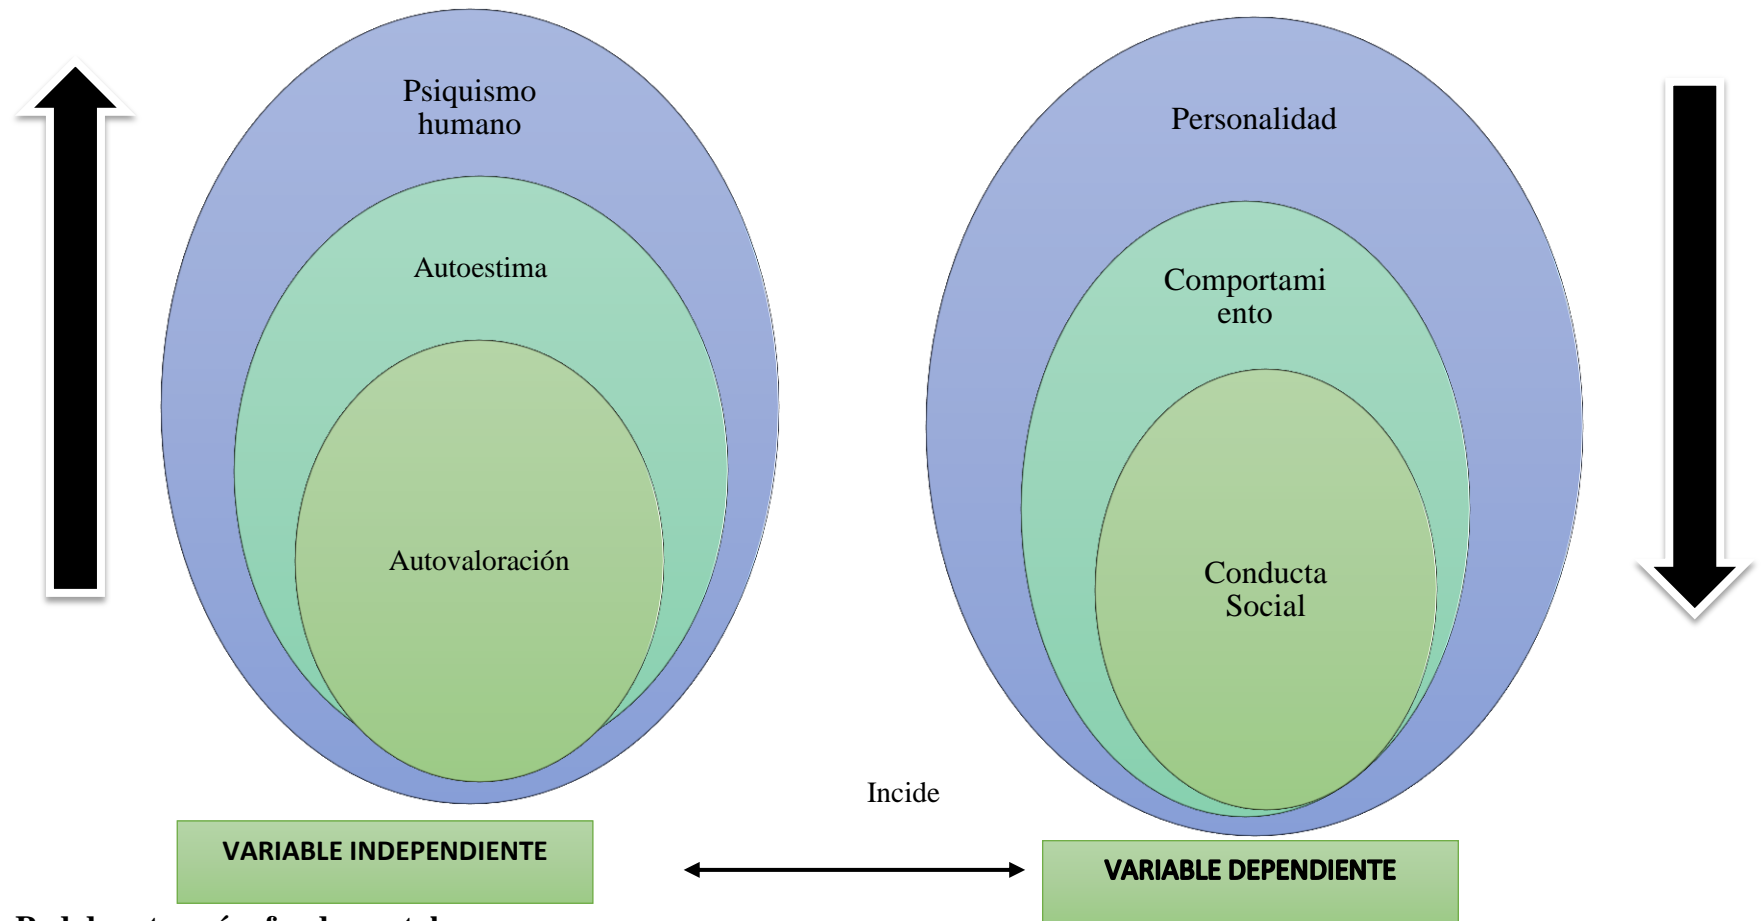 Psiquismo
humano
Autoestima
Autovaloración
Personalidad
Comportami
ento
Conducta
Social
Incide
VARIABLE INDEPENDIENTE
VARIABLE DEPENDIENTE